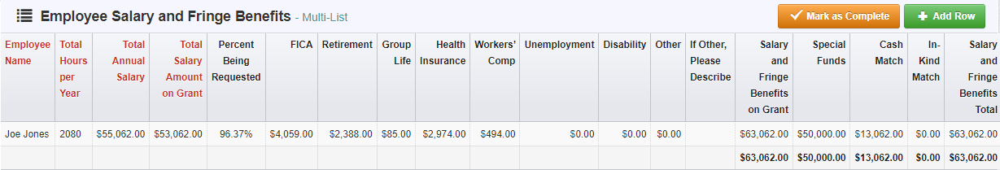 Employee Salary and Fringe Benefits - Multi-List
Mark as Complete
Add Row
Employee Name
Total Hours per Year
Total Annual Salary
Total Salary Amount on Grant
Percent Being Requested
FICA
Retirement
Group Life
Health Insurance
Workers' Comp
Unemployment
Disability
Other
If Other, Please Describe
Salary and Fringe Benefits on Grant
Special Funds
Cash Match
In-Kind Match
Salary and Fringe Benefits Total
Joe Jones 2080 $55,062.00 $53,062.00 96.37% $4,059.00 $2,388.00 $85.00 $2,974.00 $494.00 $0.00 $0.00 $0.00 $63,062.00 $50,000.00 $13,062.00 $0.00 $63,062.00
$63,062.00 $50,000.00 $13,062.00 $0.00 $63,062.00